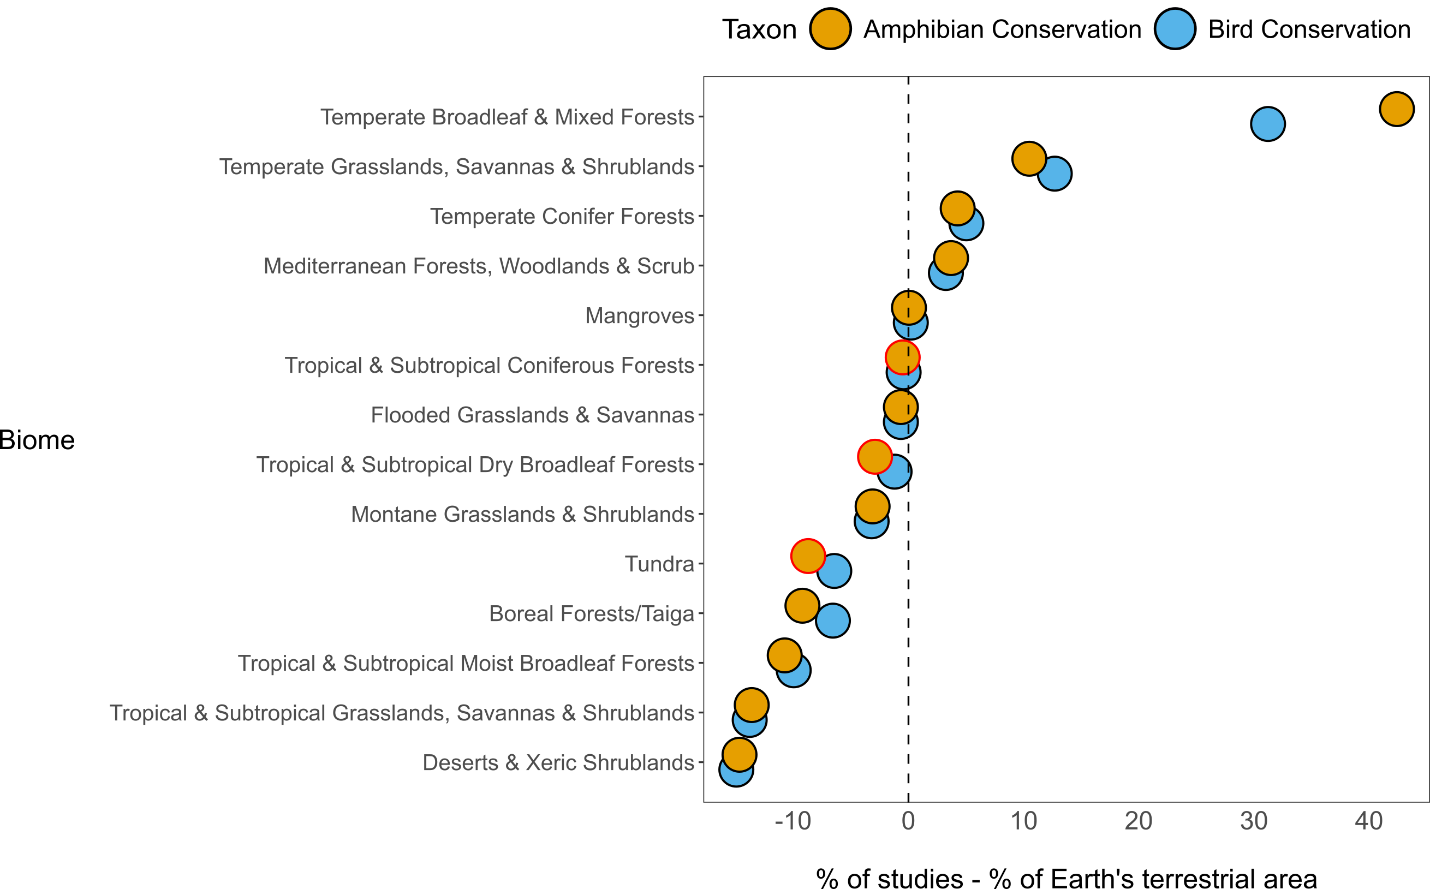 Taxon Amphibian Conservation Bird Conservation
Temperate Broadleaf & Mixed Forests
Temperate Grasslands, Savannas & Shrublands
Temperate Conifer Forests
Mediterranean Forests, Woodlands & Scrub
Mangroves
Tropical & Subtropical Coniferous Forests
Flooded Grasslands & Savannas
Biome
Tropical & Subtropical Dry Broadleaf Forests
Montane Grasslands & Shrublands
Tundra
Boreal Forests/Taiga
Tropical & Subtropical Moist Broadleaf Forests
Tropical & Subtropical Grasslands, Savannas & Shrublands
Deserts & Xeric Shrublands
-10 0 10 20 30 40
% of studies - % of Earth's terrestrial area